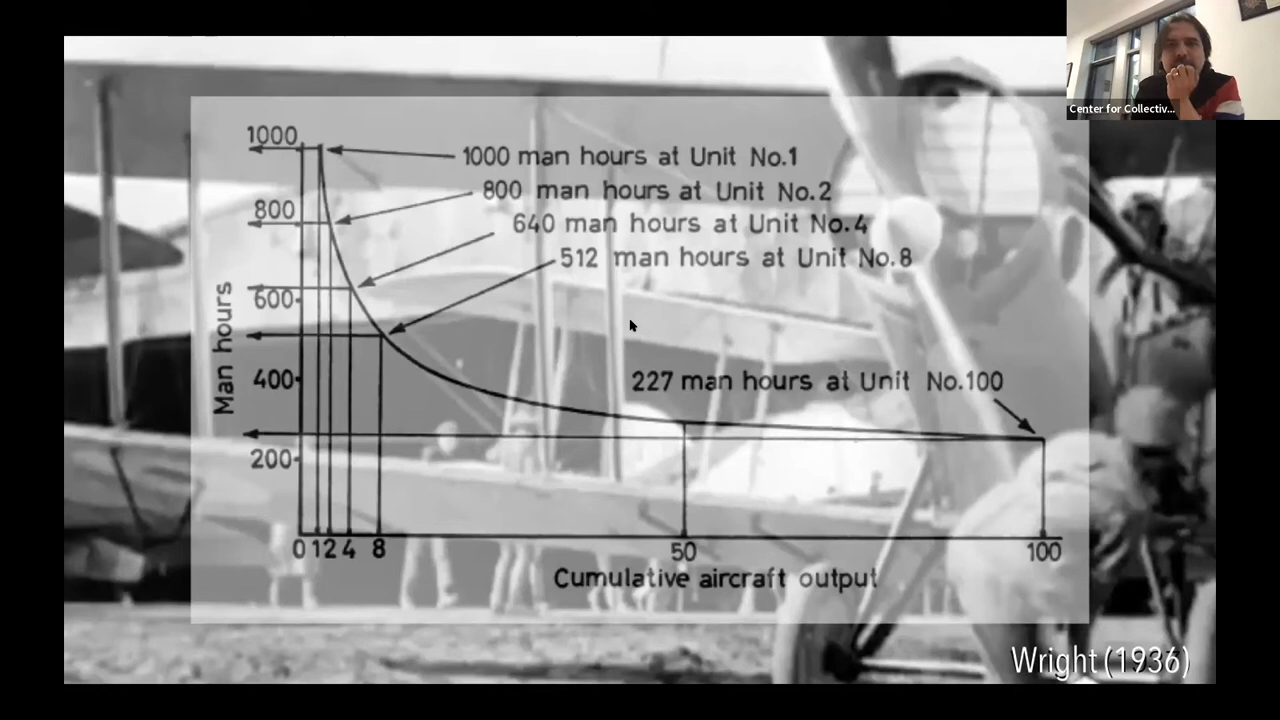 Center for Collectiv...
1000
1000 man hours at Unit No.1
800 man hours at Unit No.2
800
640 man hours at Unit No.4
512 man hours at Unit No.8
600
Man hours
400
227 man hours at Unit No.100
200
0 1 2 4 8 50 100
Cumulative aircraft output
Wright (1936)